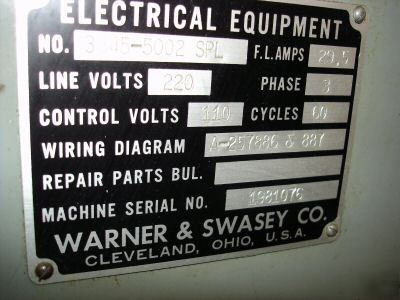 ELECTRICAL EQUIPMENT
NO. 3 45-5002 SPL F.L. AMPS 29.5
LINE VOLTS 220 PHASE 3
CONTROL VOLTS 110 CYCLES 60
WIRING DIAGRAM A-257886 & 887
REPAIR PARTS BUL.
MACHINE SERIAL NO. 1981076
WARNER & SWASEY CO.
CLEVELAND, OHIO, U.S.A.